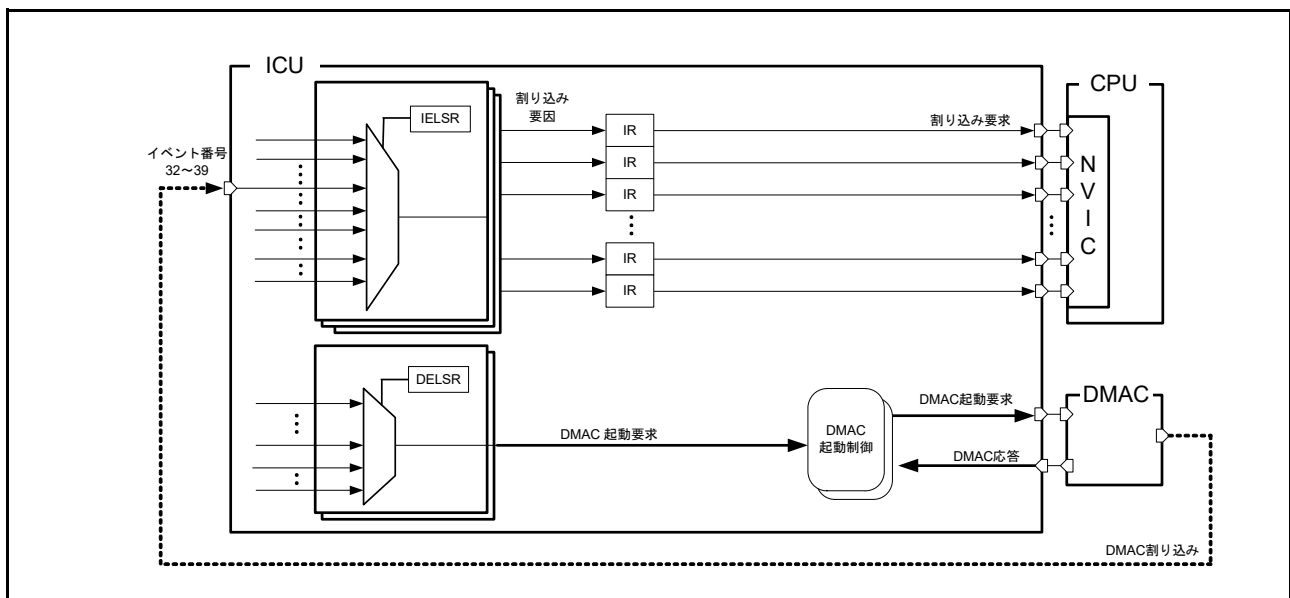 ICU
CPU
IELSR
割り込み
要因
IR
割り込み要求
IR
IR
IR
IR
N
V
I
C
イベント番号
32～39
DELSR
DMAC 起動要求
DMAC
起動制御
DMAC起動要求
DMAC応答
DMAC
DMAC割り込み